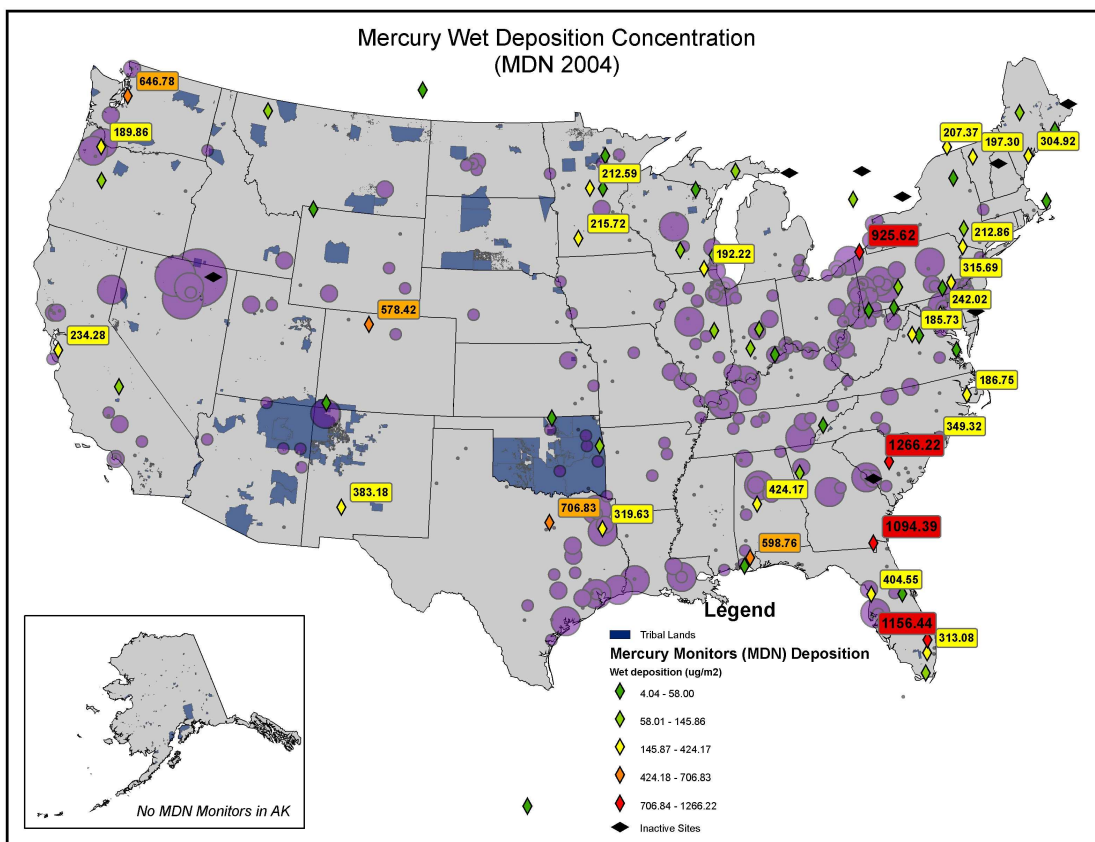 Mercury Wet Deposition Concentration
(MDN 2004)
646.78
189.86
207.37
197.30
304.92
212.59
215.72
192.22
925.62
212.86
315.69
242.02
185.73
578.42
234.28
186.75
349.32
1266.22
383.18
424.17
706.83
319.63
1094.39
598.76
404.55
1156.44
313.08
Legend
Tribal Lands
Mercury Monitors (MDN) Deposition
Wet deposition (ug/m2)
4.04 - 58.00
58.01 - 145.86
145.87 - 424.17
424.18 - 706.83
706.84 - 1266.22
Inactive Sites
No MDN Monitors in AK